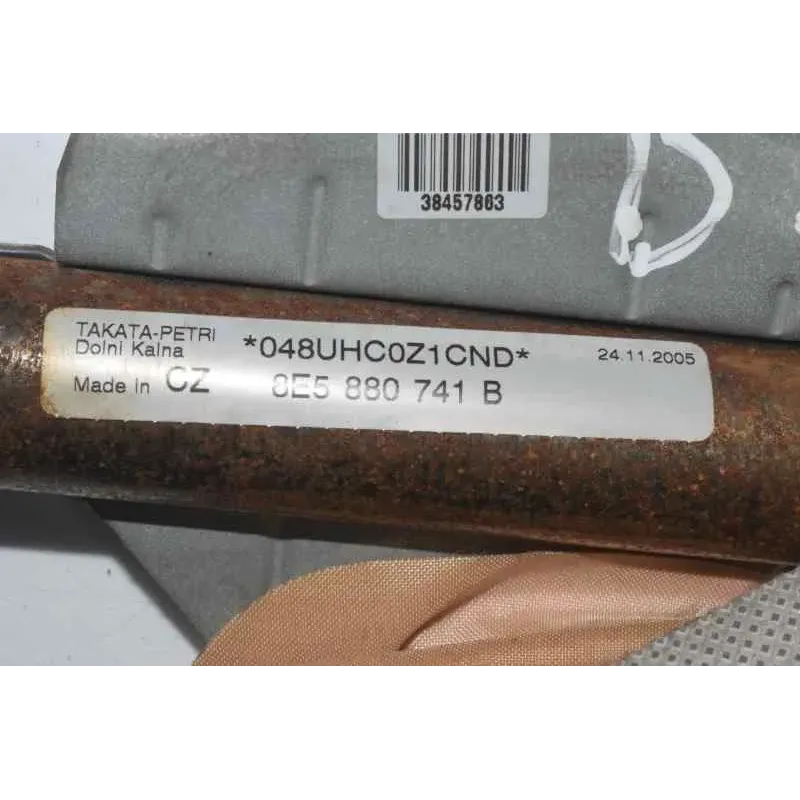 38457803
TAKATA-PETRI
Dolni Kalna
*048UHC0Z1CND*
24.11.2005
Made in CZ
8E5 880 741 B
D